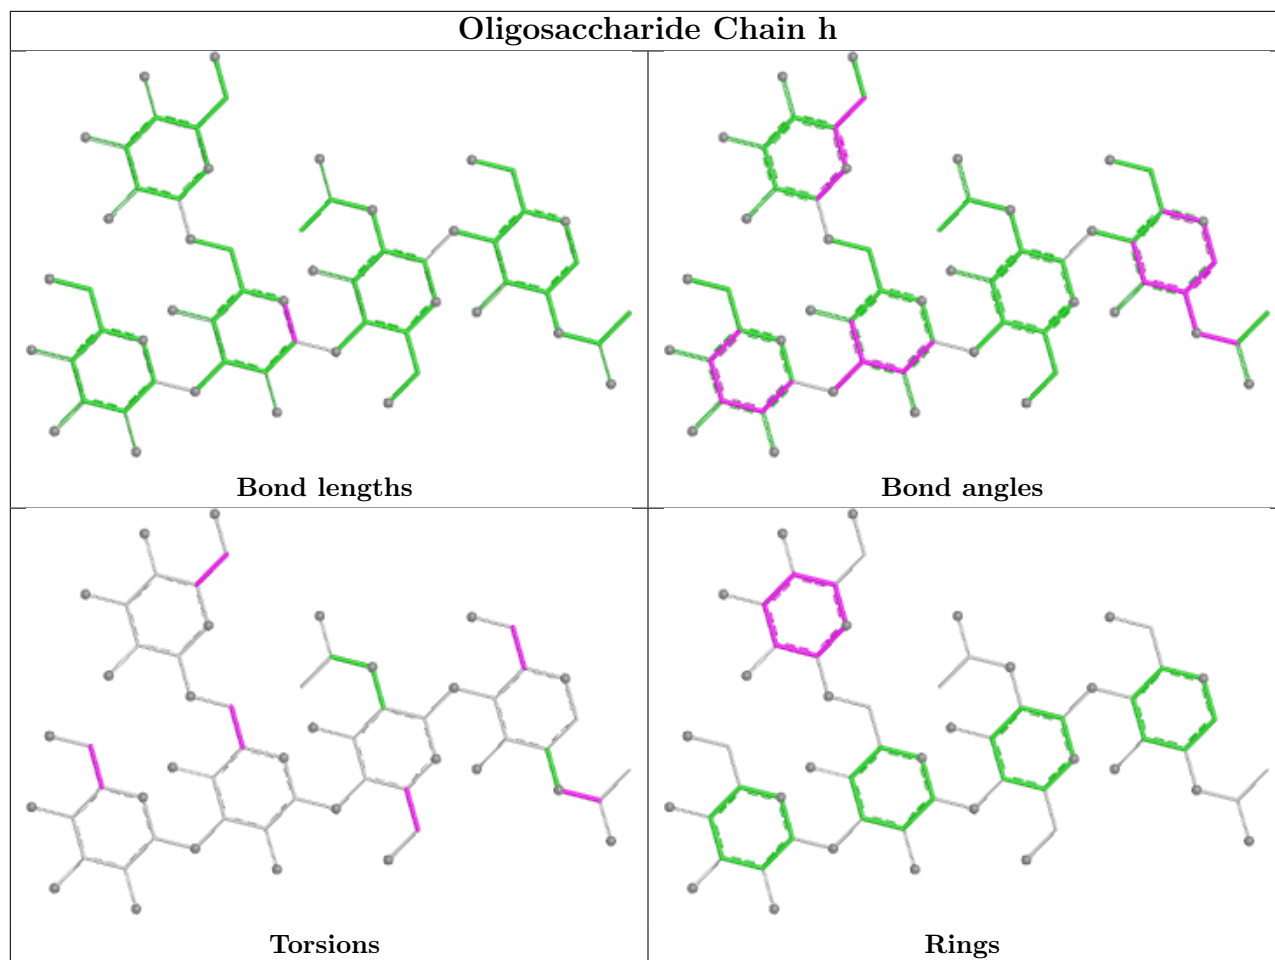 Oligosaccharide Chain h
Bond lengths
Bond angles
Torsions
Rings